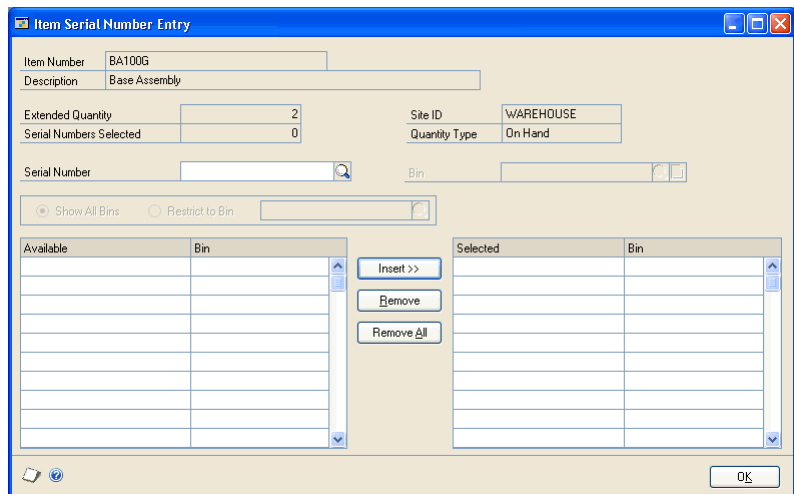 Item Serial Number Entry
Item Number BA100G
Description Base Assembly
Extended Quantity 2 Site ID WAREHOUSE
Serial Numbers Selected 0 Quantity Type On Hand
Serial Number Bin
Show All Bins Restrict to Bin
Available Bin Selected Bin
Insert >>
Remove
Remove All
OK